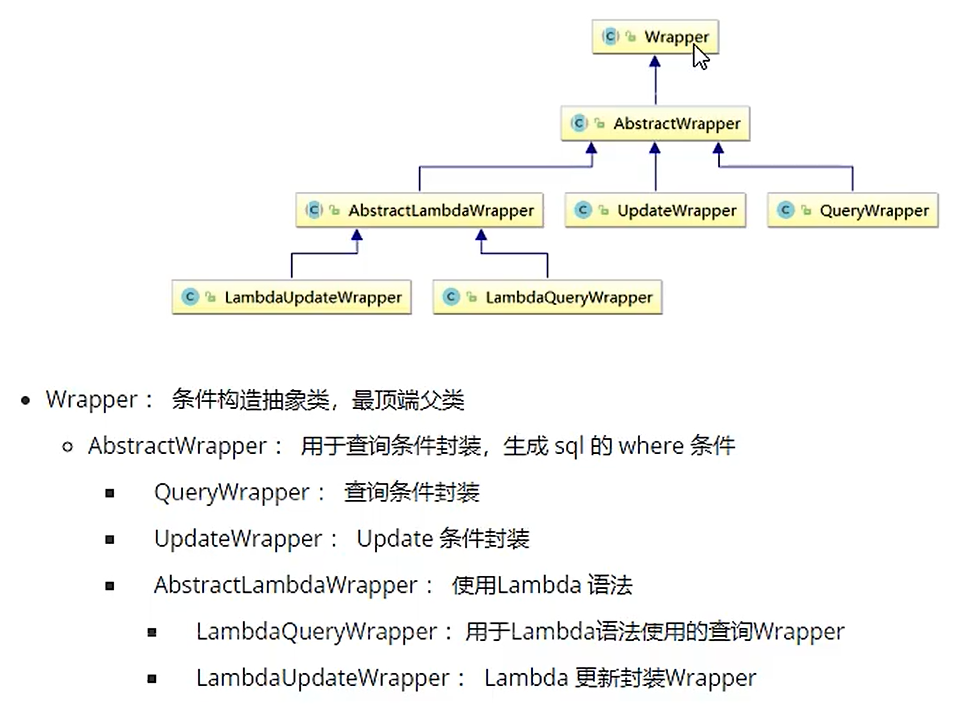 Wrapper
AbstractWrapper
AbstractLambdaWrapper
UpdateWrapper
QueryWrapper
LambdaUpdateWrapper
LambdaQueryWrapper
Wrapper： 条件构造抽象类，最顶端父类
AbstractWrapper： 用于查询条件封装，生成 sql 的 where 条件
QueryWrapper： 查询条件封装
UpdateWrapper： Update 条件封装
AbstractLambdaWrapper： 使用Lambda 语法
LambdaQueryWrapper：用于Lambda语法使用的查询Wrapper
LambdaUpdateWrapper： Lambda 更新封装Wrapper